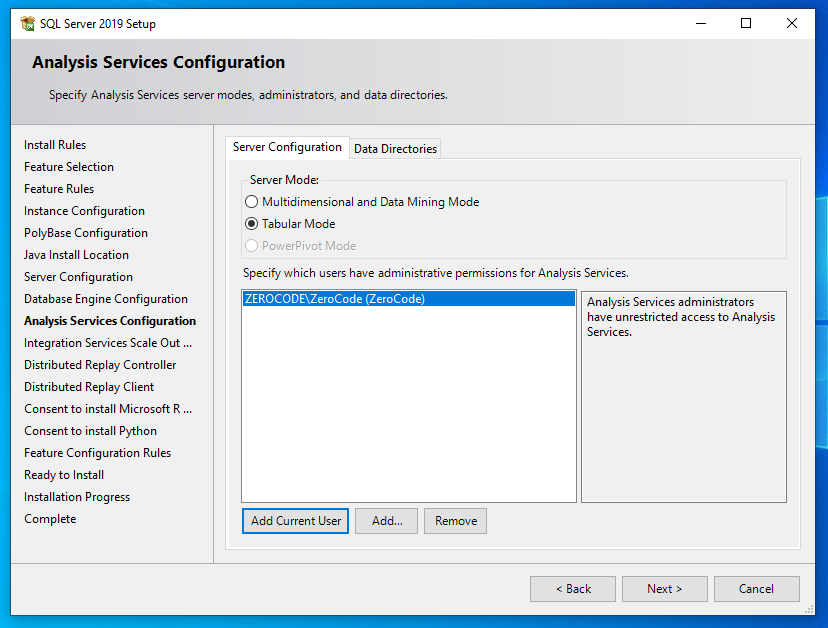 SQL Server 2019 Setup
Analysis Services Configuration
Specify Analysis Services server modes, administrators, and data directories.
Install Rules
Feature Selection
Feature Rules
Instance Configuration
PolyBase Configuration
Java Install Location
Server Configuration
Database Engine Configuration
Analysis Services Configuration
Integration Services Scale Out ...
Distributed Replay Controller
Distributed Replay Client
Consent to install Microsoft R ...
Consent to install Python
Feature Configuration Rules
Ready to Install
Installation Progress
Complete
Server Configuration
Data Directories
Server Mode:
Multidimensional and Data Mining Mode
Tabular Mode
PowerPivot Mode
Specify which users have administrative permissions for Analysis Services.
ZEROCODE\ZeroCode (ZeroCode)
Analysis Services administrators
have unrestricted access to Analysis
Services.
Add Current User
Add...
Remove
< Back
Next >
Cancel